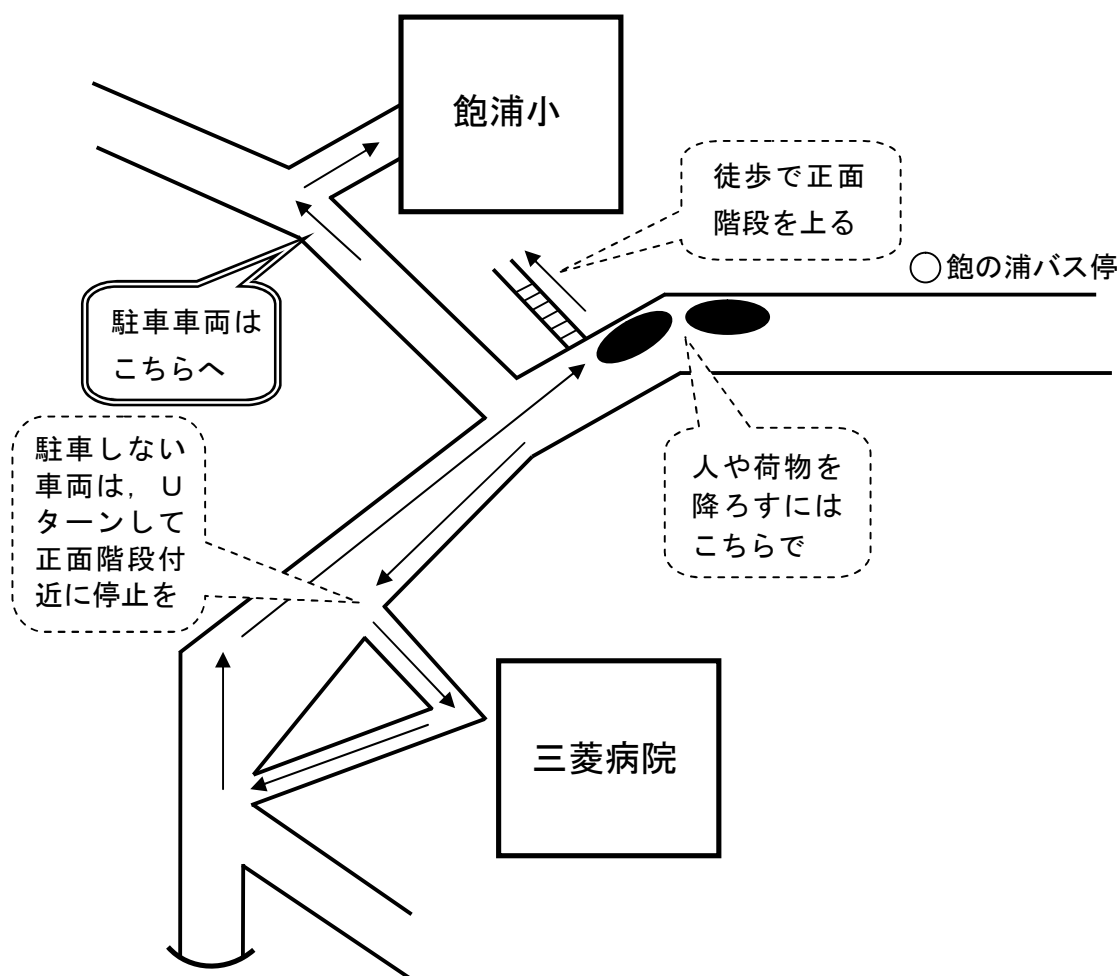 飽浦小
徒歩で正面
階段を上る
○飽の浦バス停
駐車車両は
こちらへ
駐車しない
車両は，Ｕ
ターンして
正面階段付
近に停止を
人や荷物を
降ろすには
こちらで
三菱病院